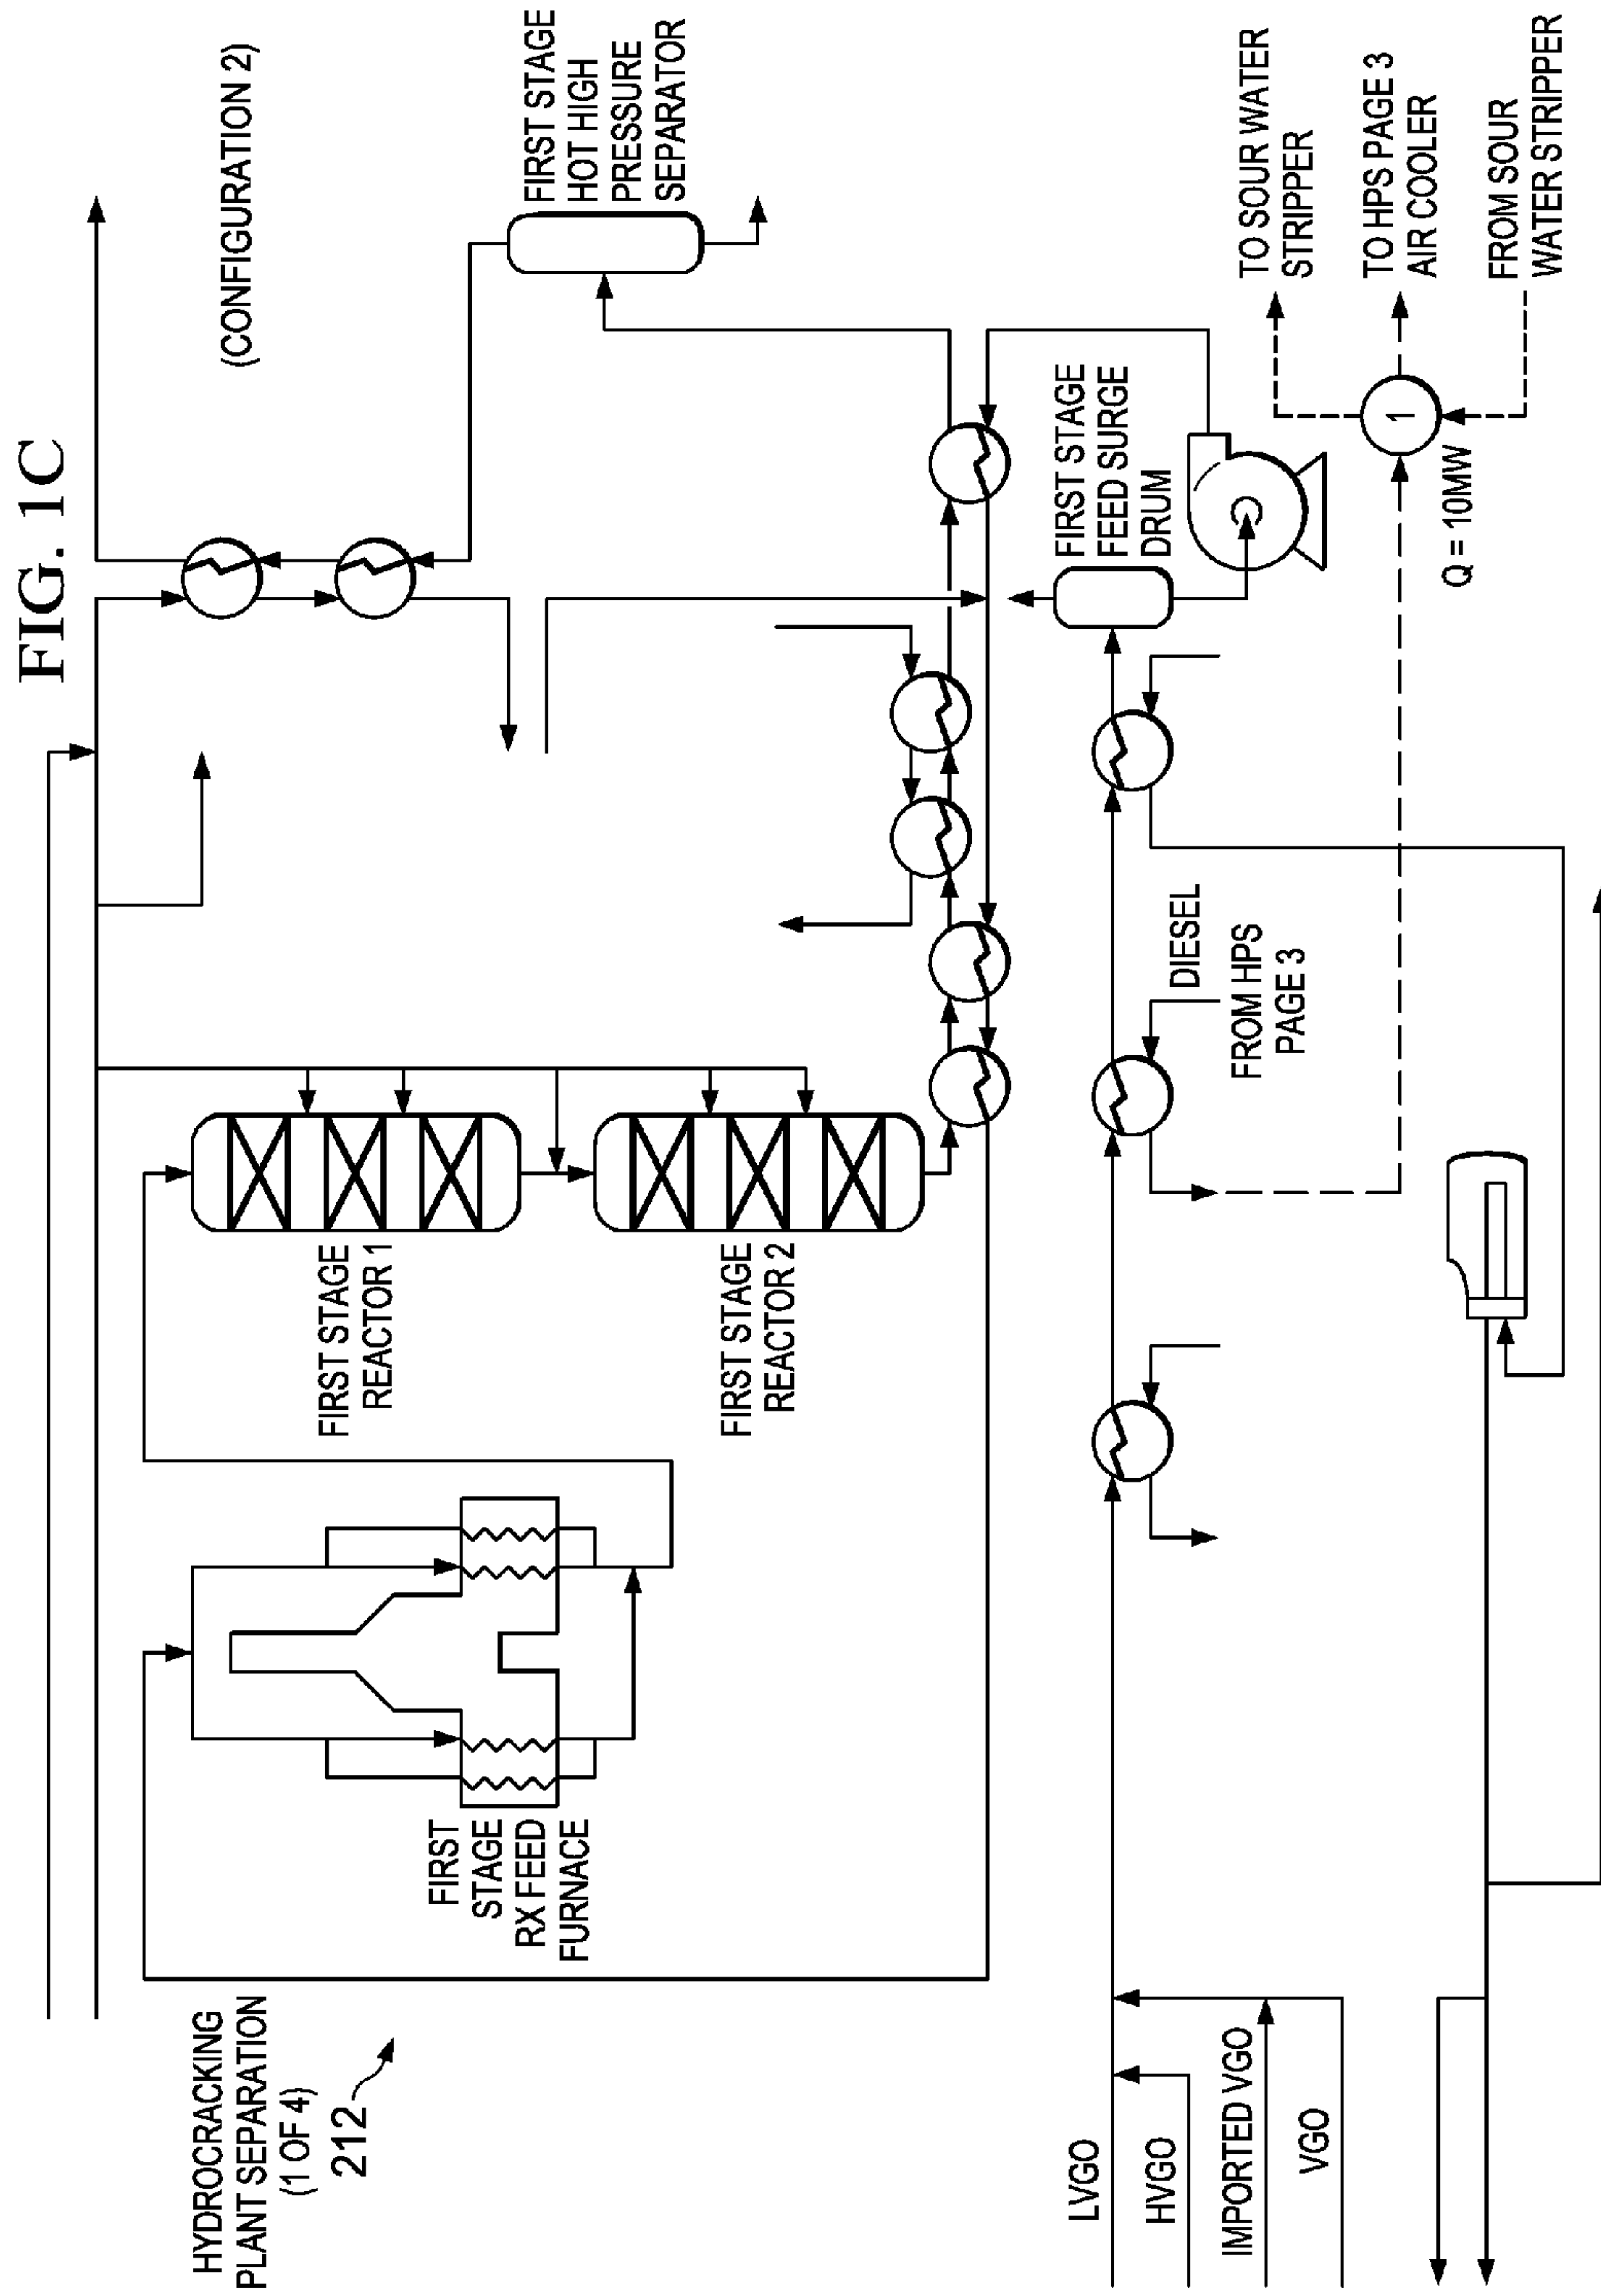 FIG. 1C
(CONFIGURATION 2)
HYDROCRACKING
PLANT SEPARATION
(1 OF 4)
212
FIRST
STAGE
RX FEED
FURNACE
FIRST STAGE
REACTOR 1
FIRST STAGE
REACTOR 2
FIRST STAGE
HOT HIGH
PRESSURE
SEPARATOR
LVGO
HVGO
IMPORTED VGO
VGO
DIESEL
FROM HPS
PAGE 3
FIRST STAGE
FEED SURGE
DRUM
Q = 10MW
1
TO SOUR WATER
STRIPPER
TO HPS PAGE 3
AIR COOLER
FROM SOUR
WATER STRIPPER